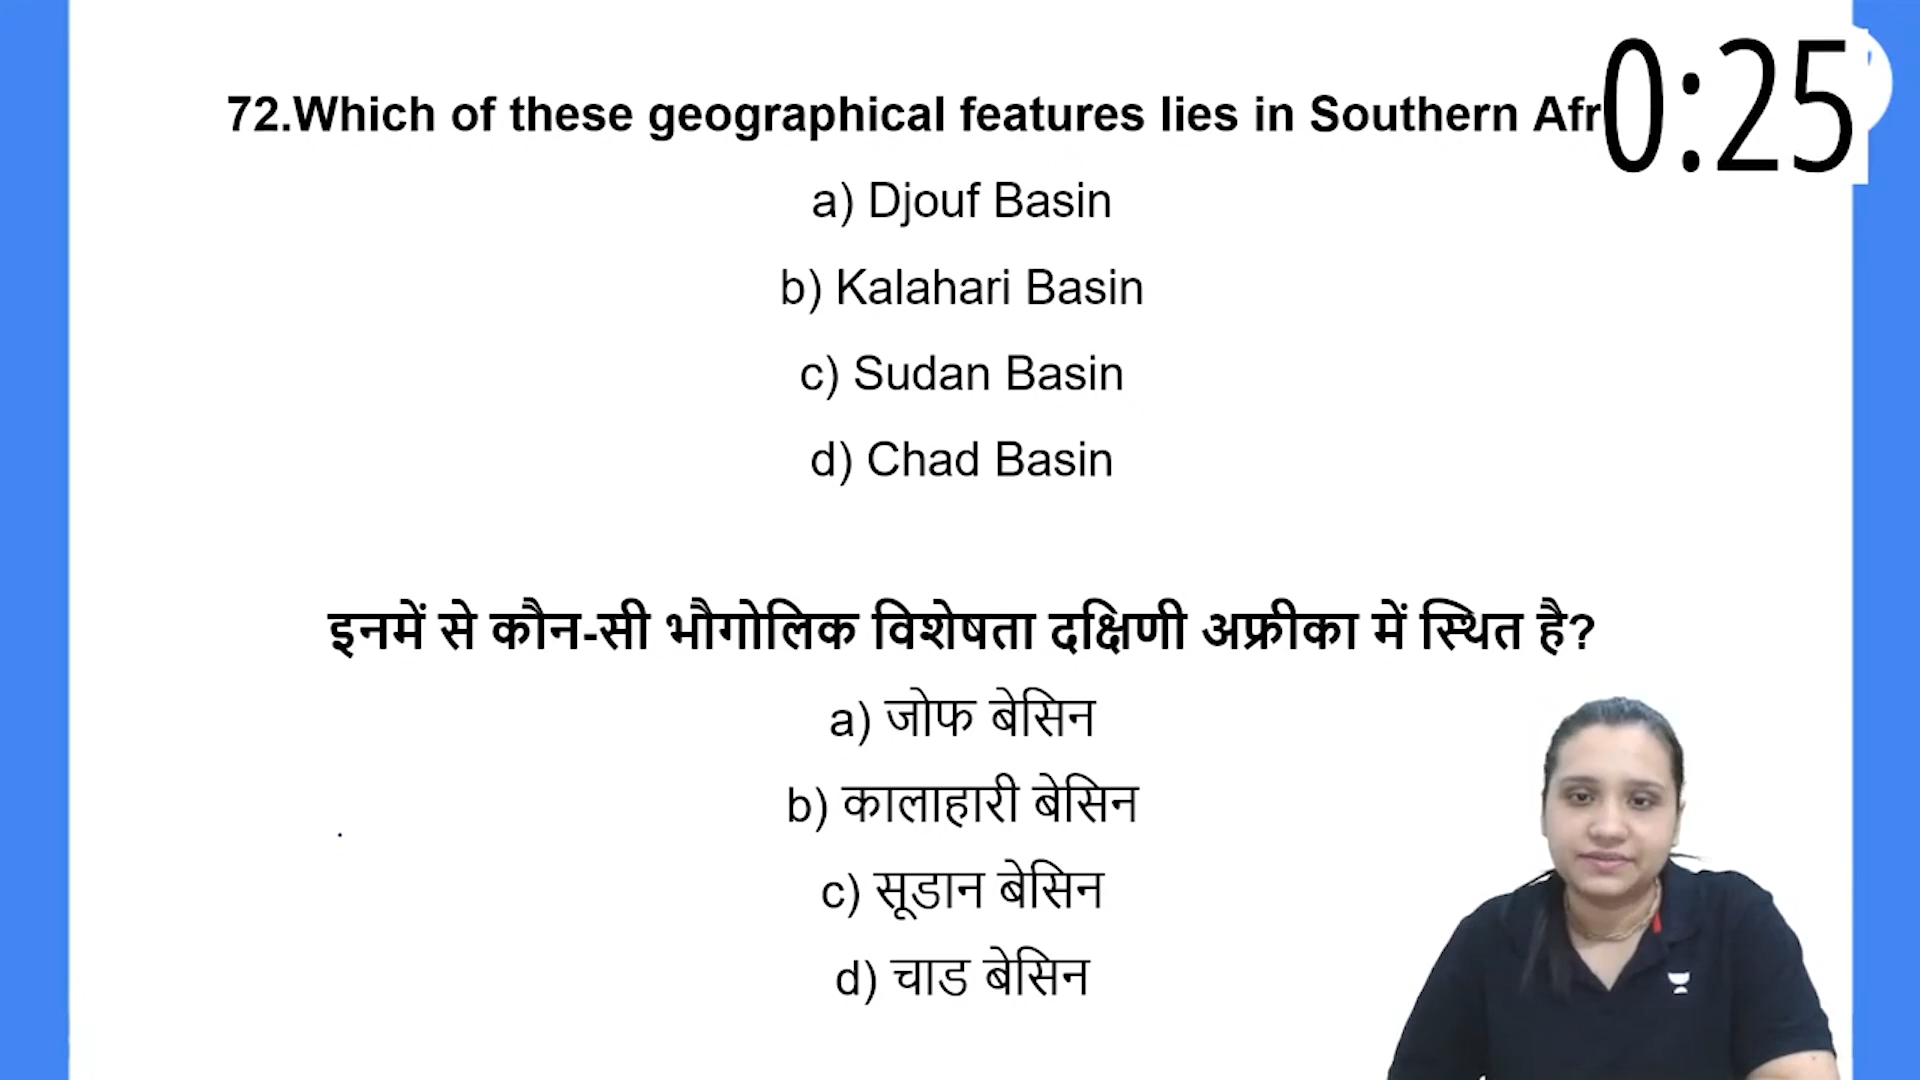 72.Which of these geographical features lies in Southern Afr
0:25
a) Djouf Basin
b) Kalahari Basin
c) Sudan Basin
d) Chad Basin
इनमें से कौन-सी भौगोलिक विशेषता दक्षिणी अफ्रीका में स्थित है?
a) जोफ बेसिन
b) कालाहारी बेसिन
c) सूडान बेसिन
d) चाड बेसिन